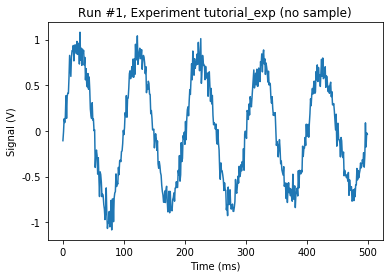 Run #1, Experiment tutorial_exp (no sample)
1
0.5
0
-0.5
-1
Signal (V)
0 100 200 300 400 500
Time (ms)